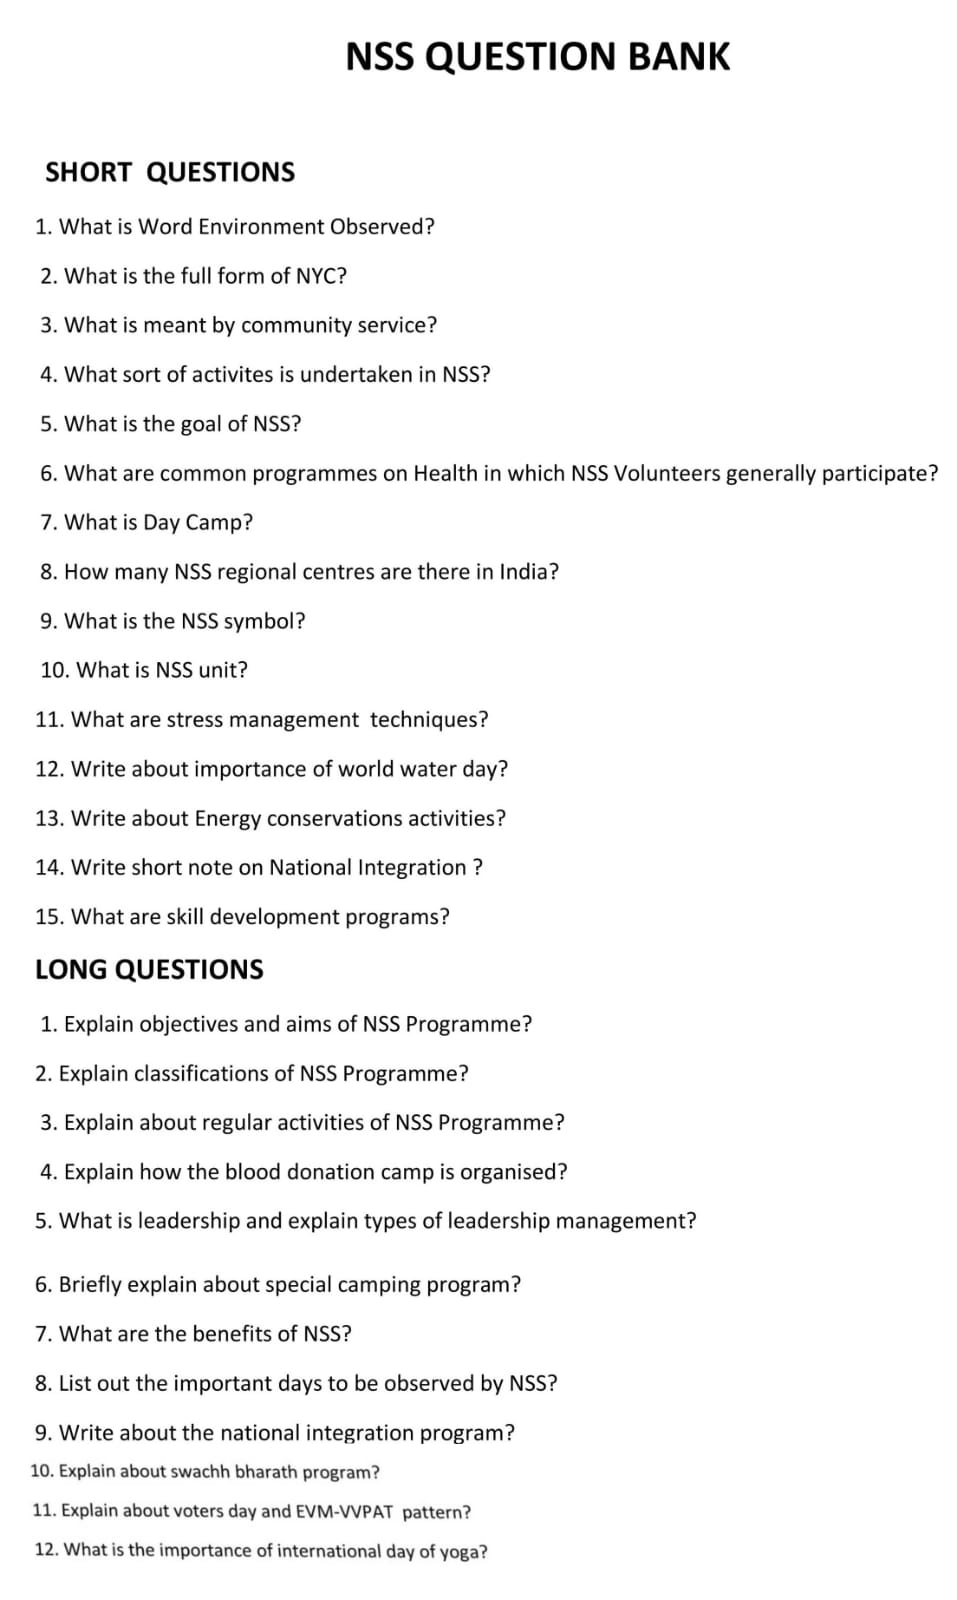 NSS QUESTION BANK
SHORT QUESTIONS
1. What is Word Environment Observed?
2. What is the full form of NYC?
3. What is meant by community service?
4. What sort of activites is undertaken in NSS?
5. What is the goal of NSS?
6. What are common programmes on Health in which NSS Volunteers generally participate?
7. What is Day Camp?
8. How many NSS regional centres are there in India?
9. What is the NSS symbol?
10. What is NSS unit?
11. What are stress management techniques?
12. Write about importance of world water day?
13. Write about Energy conservations activities?
14. Write short note on National Integration ?
15. What are skill development programs?
LONG QUESTIONS
1. Explain objectives and aims of NSS Programme?
2. Explain classifications of NSS Programme?
3. Explain about regular activities of NSS Programme?
4. Explain how the blood donation camp is organised?
5. What is leadership and explain types of leadership management?
6. Briefly explain about special camping program?
7. What are the benefits of NSS?
8. List out the important days to be observed by NSS?
9. Write about the national integration program?
10. Explain about swachh bharath program?
11. Explain about voters day and EVM-VVPAT pattern?
12. What is the importance of international day of yoga?